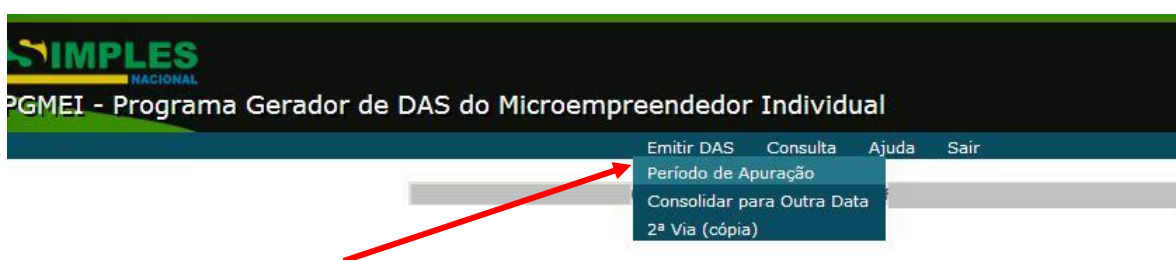 SIMPLES
NACIONAL
PGMEI - Programa Gerador de DAS do Microempreendedor Individual
Emitir DAS Consulta Ajuda Sair
Período de Apuração
Consolidar para Outra Data
2ª Via (cópia)